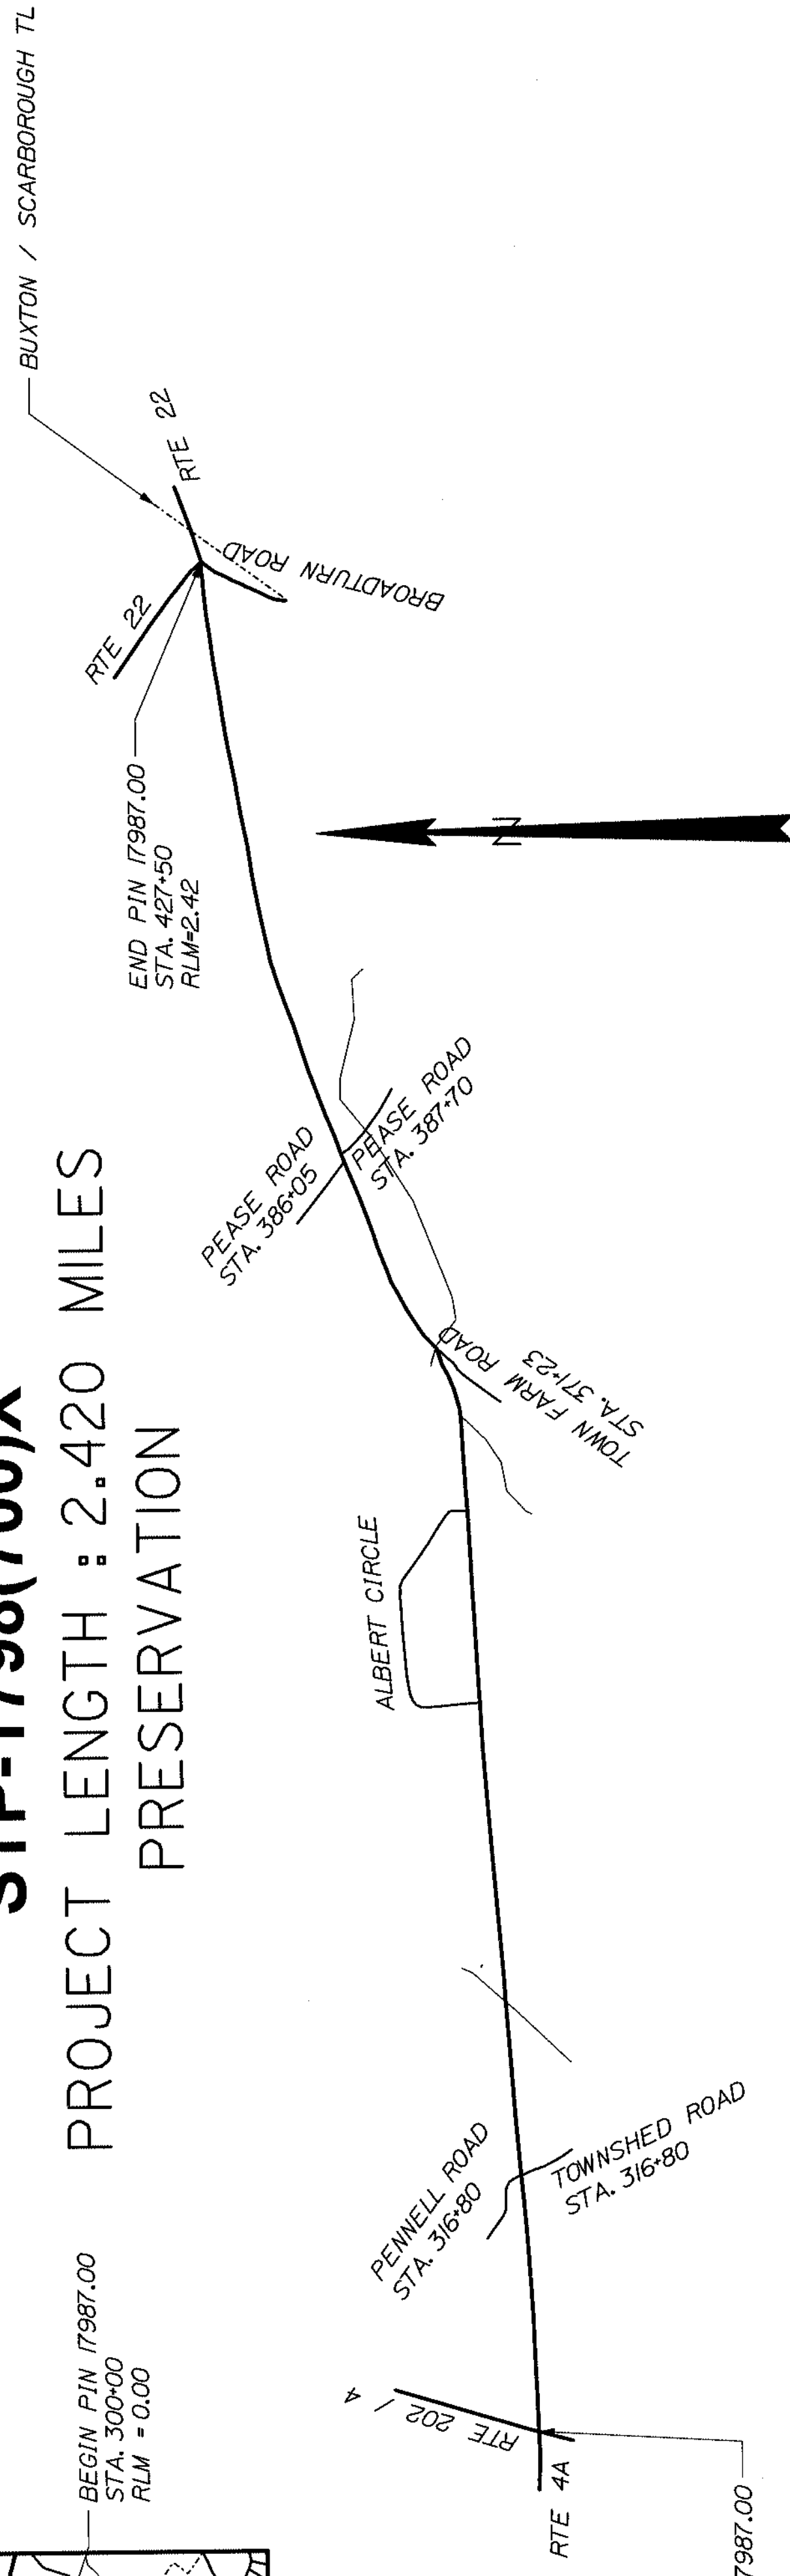 BUXTON / SCARBOROUGH TL
RTE 22
RTE 22
BROADTURN ROAD
END PIN 17987.00
STA. 427+50
RLM=2.42
N
PROJECT LENGTH : 2.420 MILES
PRESERVATION
PEASE ROAD
STA. 386+05
PEASE ROAD
STA. 387+70
TOWN FARM ROAD
STA. 371+23
ALBERT CIRCLE
PENNELL ROAD
STA. 316+80
TOWNSHED ROAD
STA. 316+80
BEGIN PIN 17987.00
STA. 300+00
RLM = 0.00
RTE 202 / 4
RTE 4A
7987.00